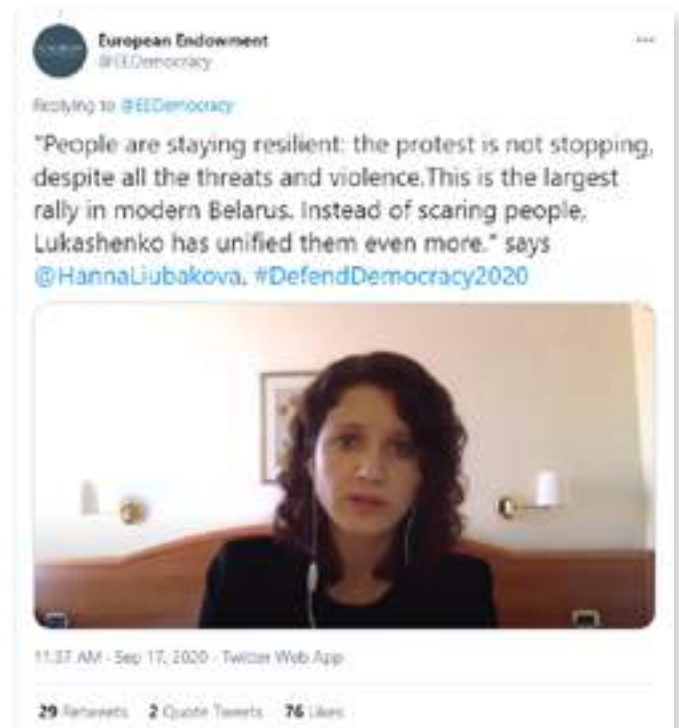 European Endowment
@EEDemocracy
Replying to @EEDemocracy
"People are staying resilient: the protest is not stopping,
despite all the threats and violence.This is the largest
rally in modern Belarus. Instead of scaring people,
Lukashenko has unified them even more." says
@HannaLiubakova. #DefendDemocracy2020
11:37 AM · Sep 17, 2020 · Twitter Web App
29 Retweets 2 Quote Tweets 76 Likes